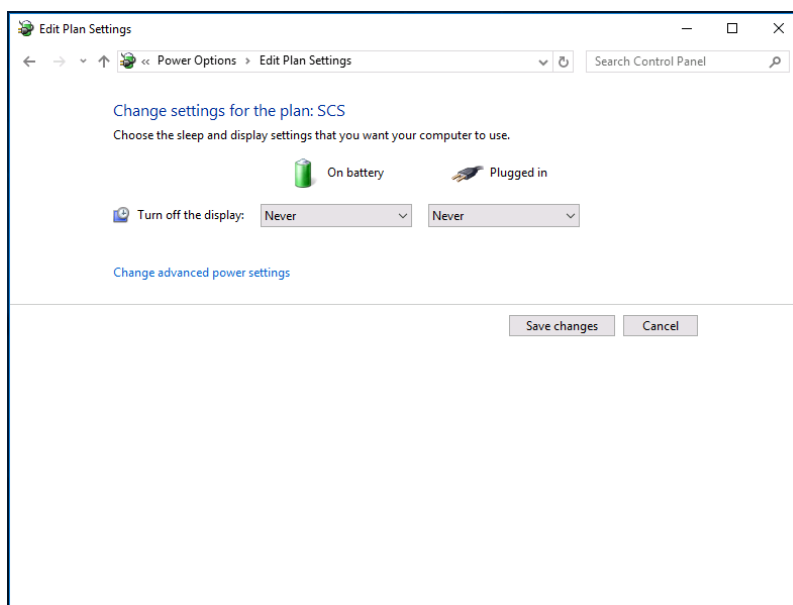 Edit Plan Settings
« Power Options > Edit Plan Settings
Search Control Panel
Change settings for the plan: SCS
Choose the sleep and display settings that you want your computer to use.
On battery Plugged in
Turn off the display: Never Never
Change advanced power settings
Save changes Cancel